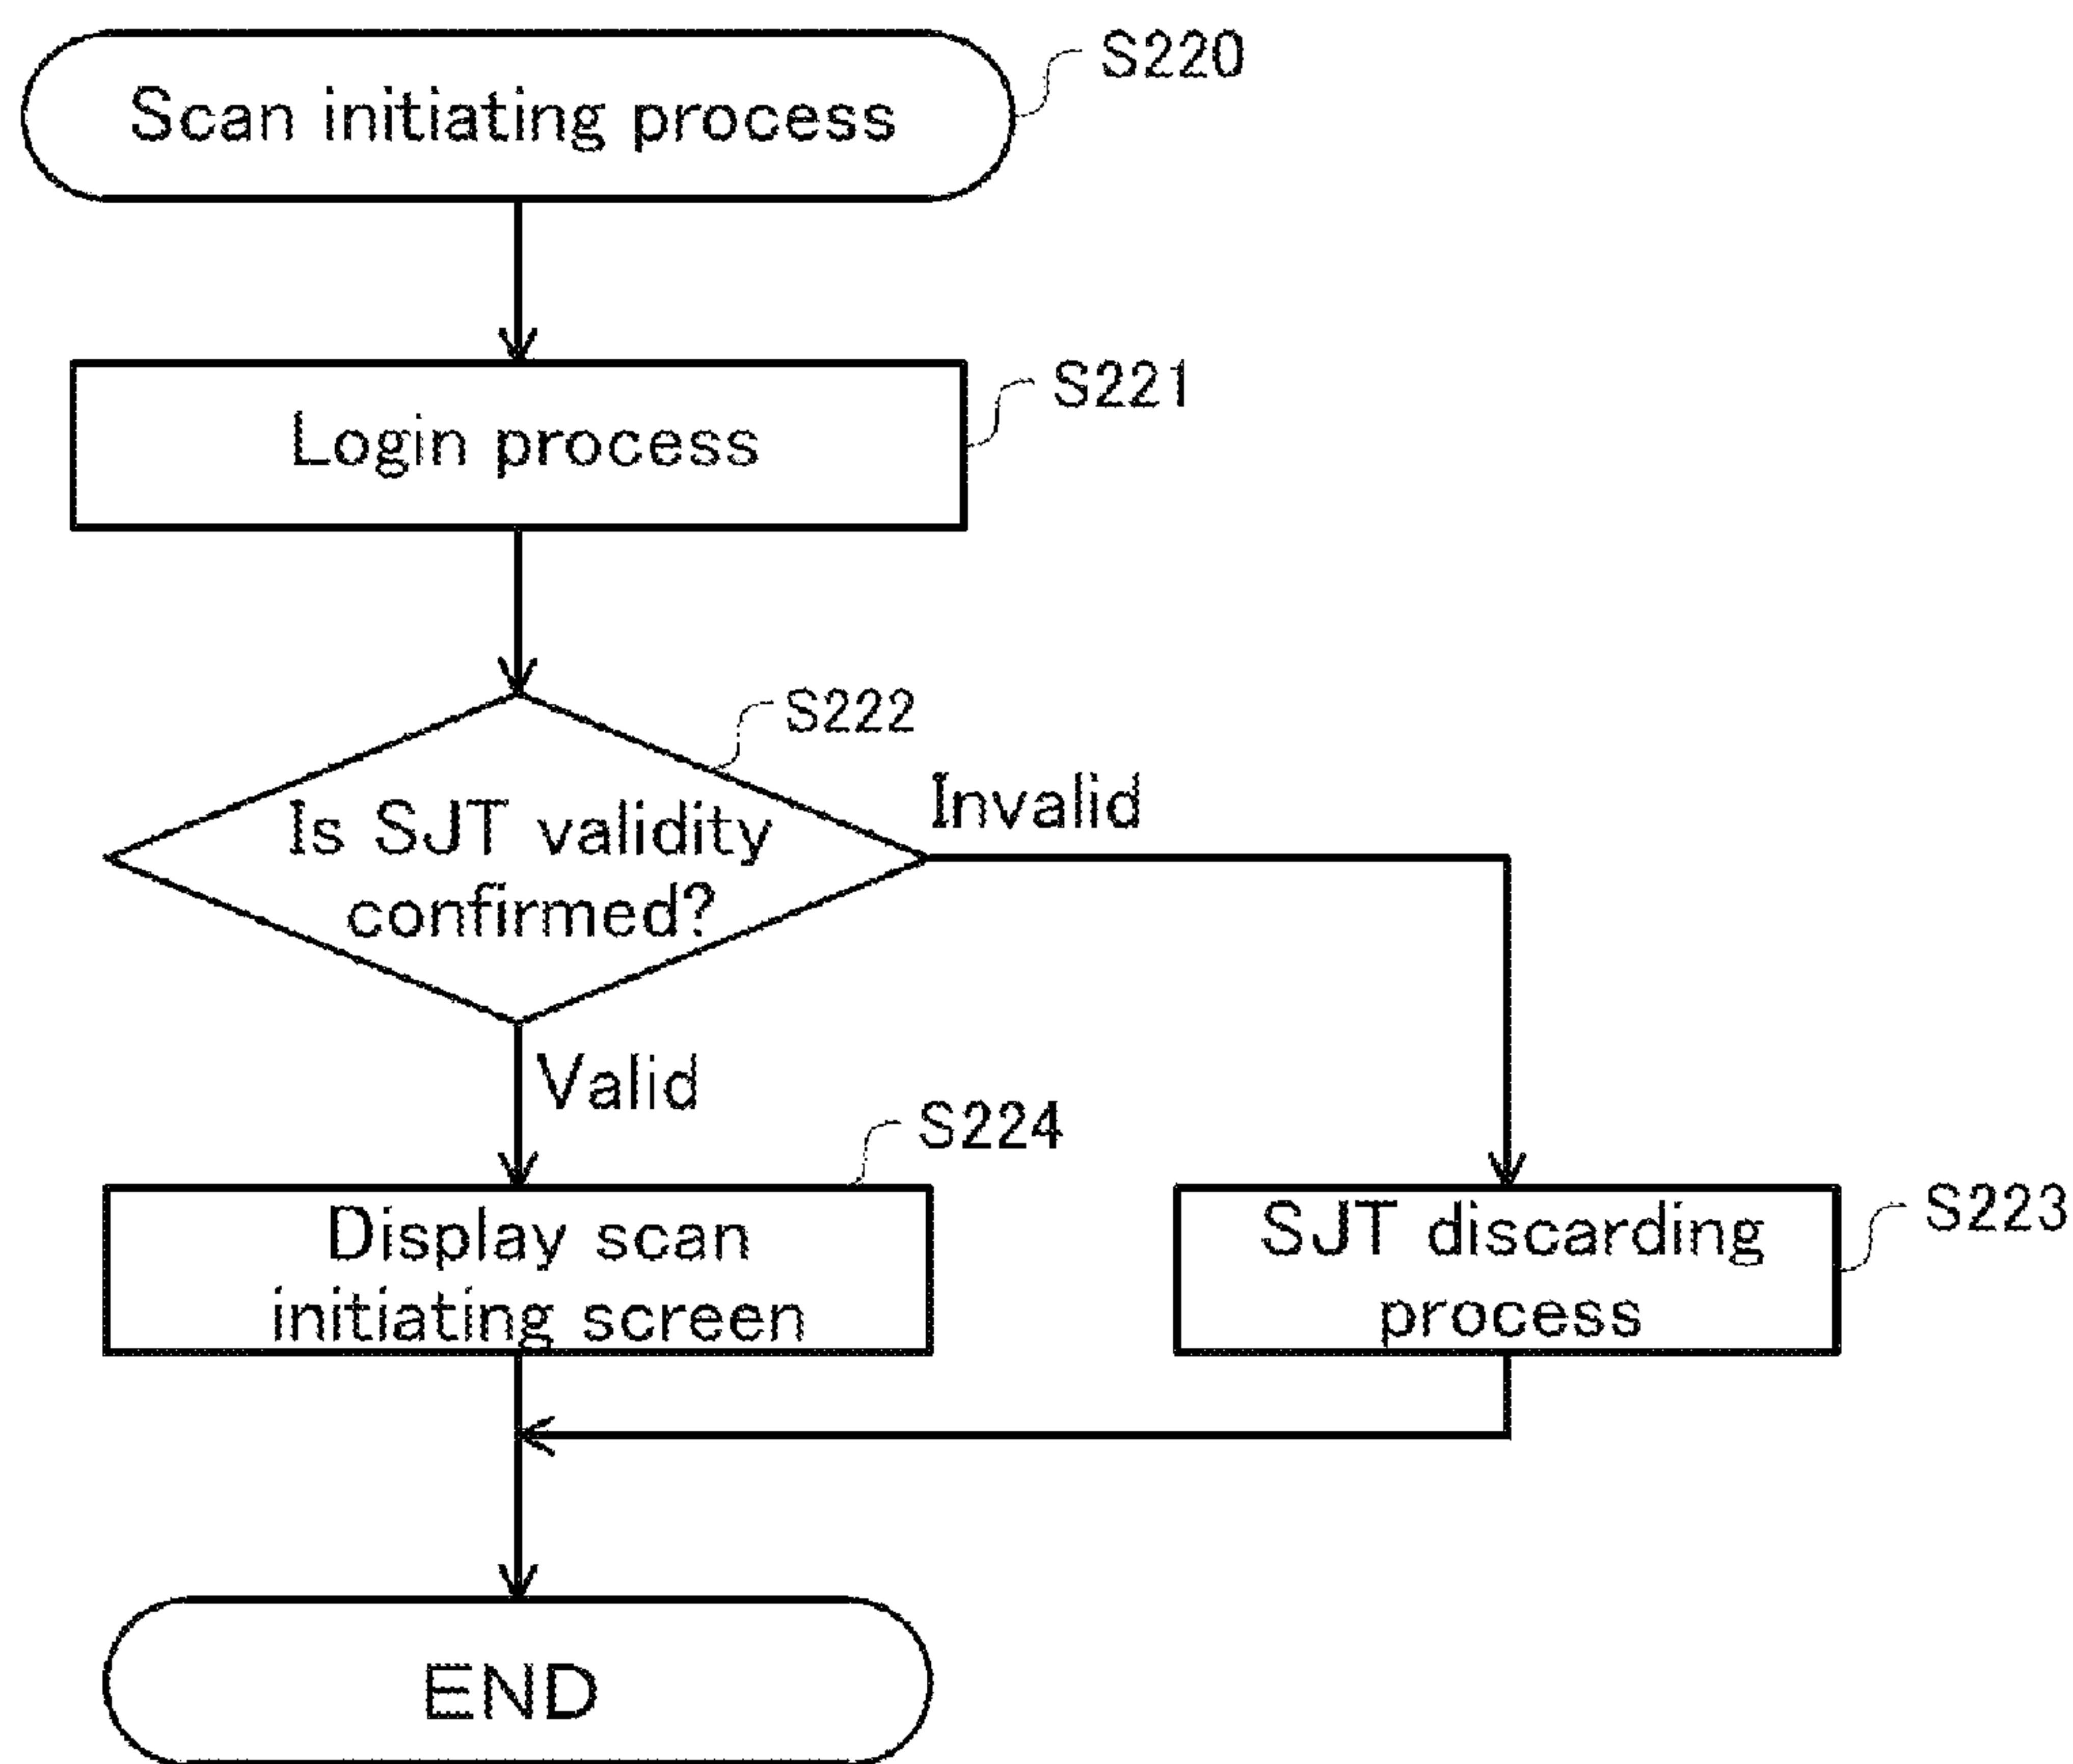 S220
Scan initiating process
S221
Login process
S222
Is SJT validity
confirmed?
Invalid
Valid
S224
Display scan
initiating screen
S223
SJT discarding
process
END